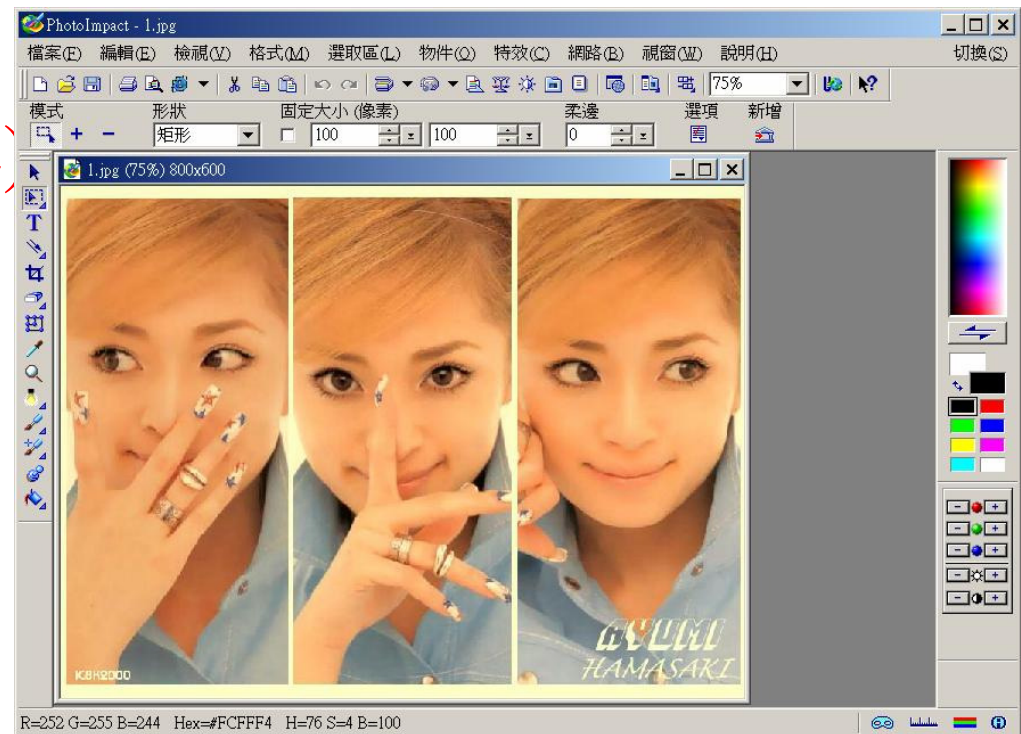 PhotoImpact - 1.jpg
檔案(F) 編輯(E) 檢視(V) 格式(M) 選取區(L) 物件(O) 特效(C) 網路(B) 視窗(W) 說明(H) 切換(S)
75%
模式 形狀 固定大小 (像素) 柔邊 選項 新增
矩形 100 100 0
1.jpg (75%) 800x600
AYUMI
HAMASAKI
KBK2000
R=252 G=255 B=244 Hex=#FCFFF4 H=76 S=4 B=100